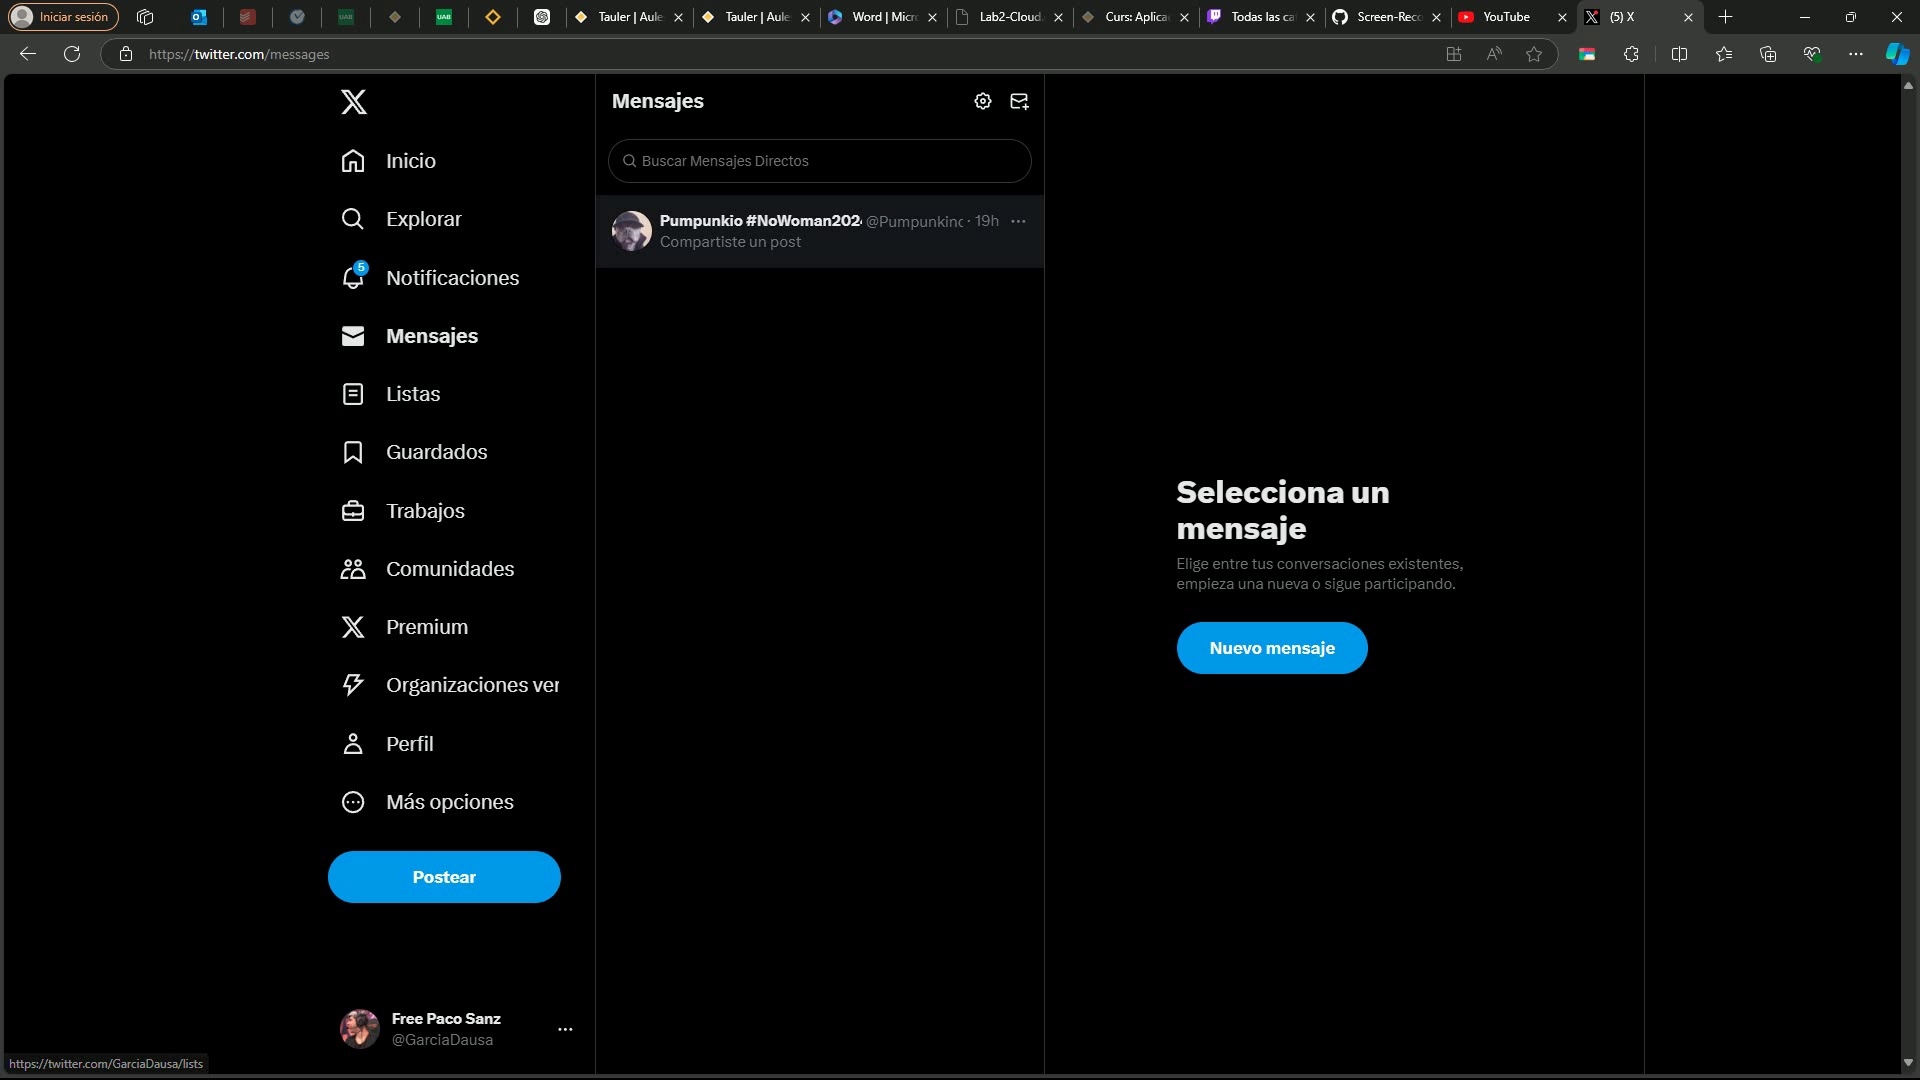 Iniciar sesión
UAB
UAB
Tauler | Aule
Tauler | Aule
Word | Micr
Lab2-Cloud.
Curs: Aplica
Todas las ca
Screen-Reco
YouTube
(5) X
https://twitter.com/messages
Inicio
Explorar
5
Notificaciones
Mensajes
Listas
Guardados
Trabajos
Comunidades
Premium
Organizaciones ver
Perfil
Más opciones
Postear
Free Paco Sanz
@GarciaDausa
https://twitter.com/GarciaDausa/lists
Mensajes
Buscar Mensajes Directos
Pumpunkio #NoWoman202 @Pumpunkinc · 19h
Compartiste un post
Selecciona un
mensaje
Elige entre tus conversaciones existentes,
empieza una nueva o sigue participando.
Nuevo mensaje